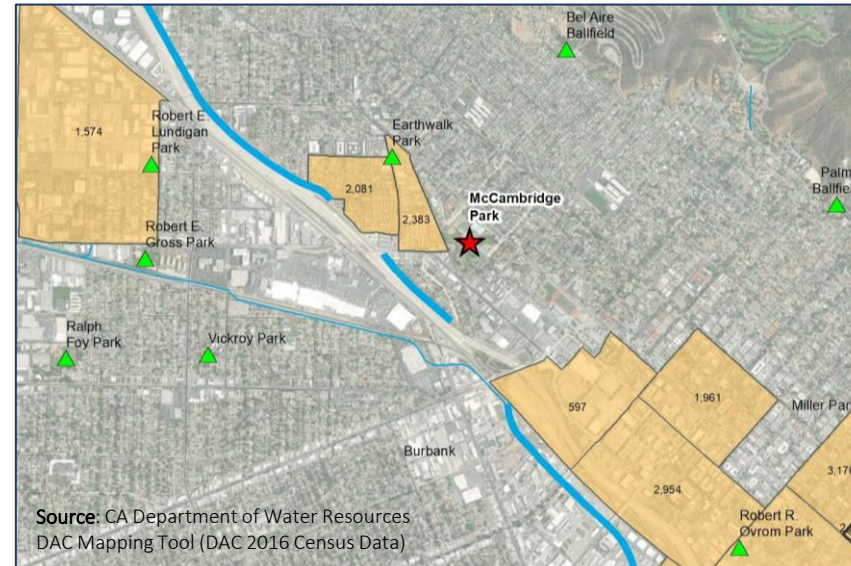 Bel Aire
Ballfield
1,574
Robert E.
Lundigan
Park
Earthwalk
Park
2,081
2,383
McCambridge
Park
Palm
Ballfield
Robert E.
Gross Park
Ralph
Foy Park
Vickroy Park
597
1,961
Miller Par
Burbank
2,954
3,176
Robert R.
Ovrom Park
Source: CA Department of Water Resources
DAC Mapping Tool (DAC 2016 Census Data)